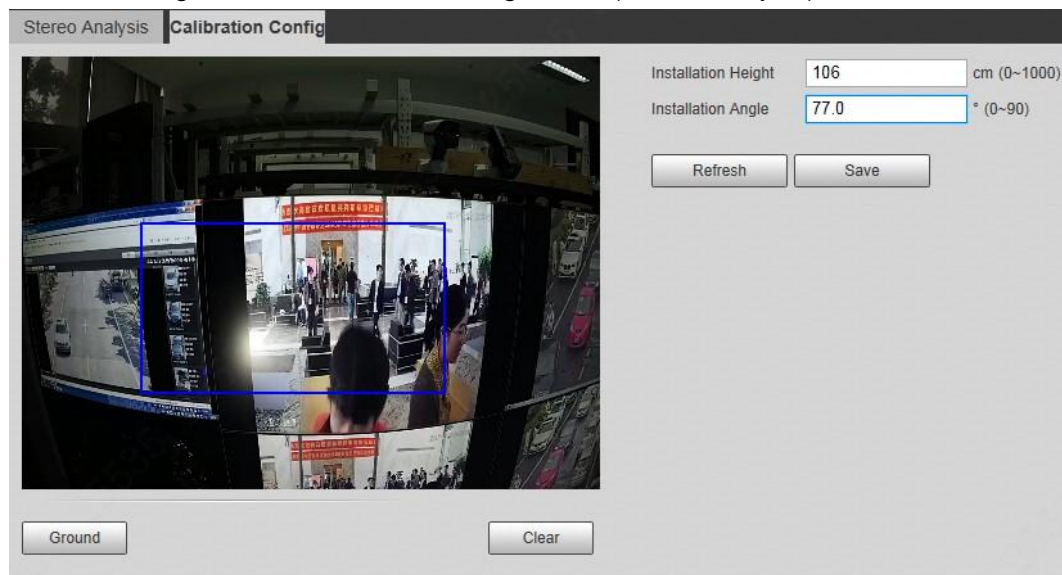 Stereo Analysis Calibration Config
Installation Height 106 cm (0~1000)
Installation Angle 77.0 ° (0~90)
Refresh Save
Ground Clear